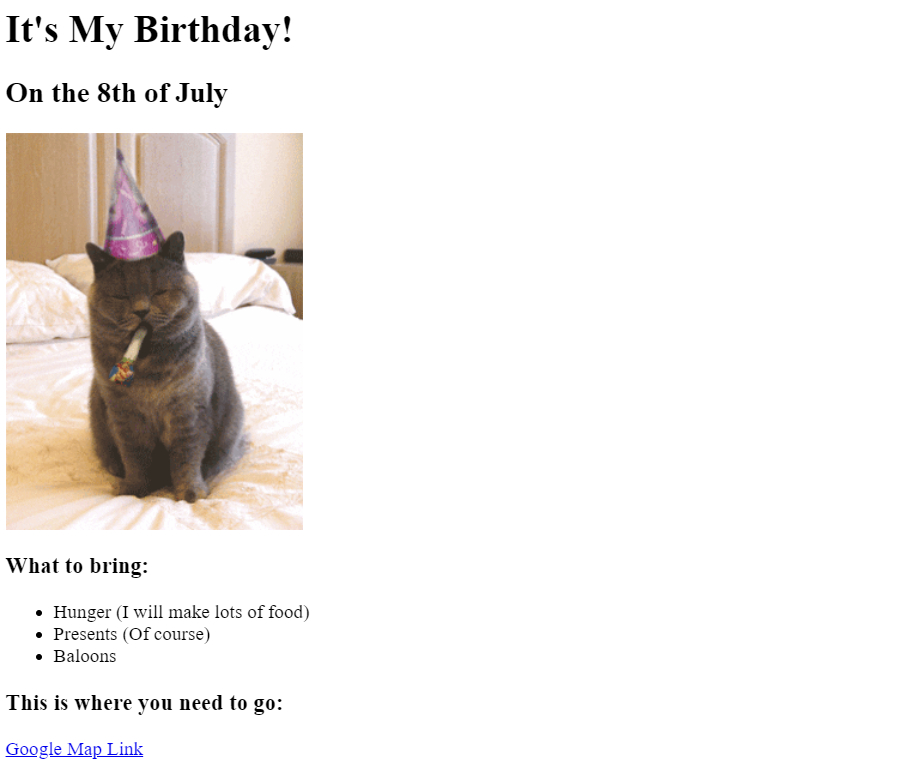 It's My Birthday!
On the 8th of July
What to bring:
Hunger (I will make lots of food)
Presents (Of course)
Baloons
This is where you need to go:
Google Map Link